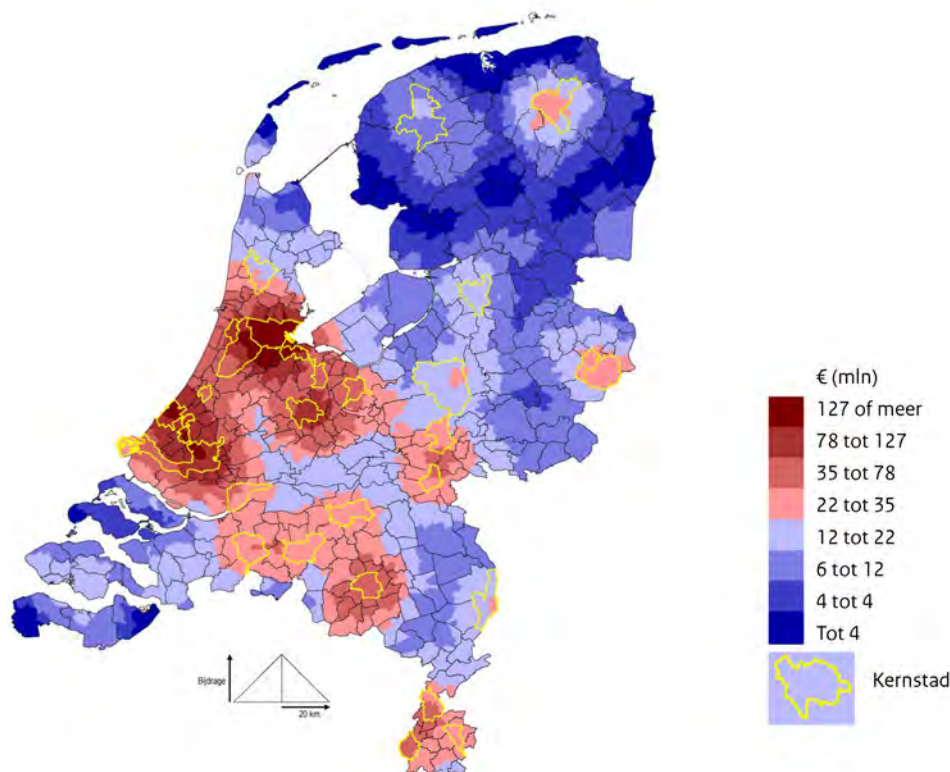 € (mln)
127 of meer
78 tot 127
35 tot 78
22 tot 35
12 tot 22
6 tot 12
4 tot 4
Tot 4
Kernstad
Bijdrage
20 km.